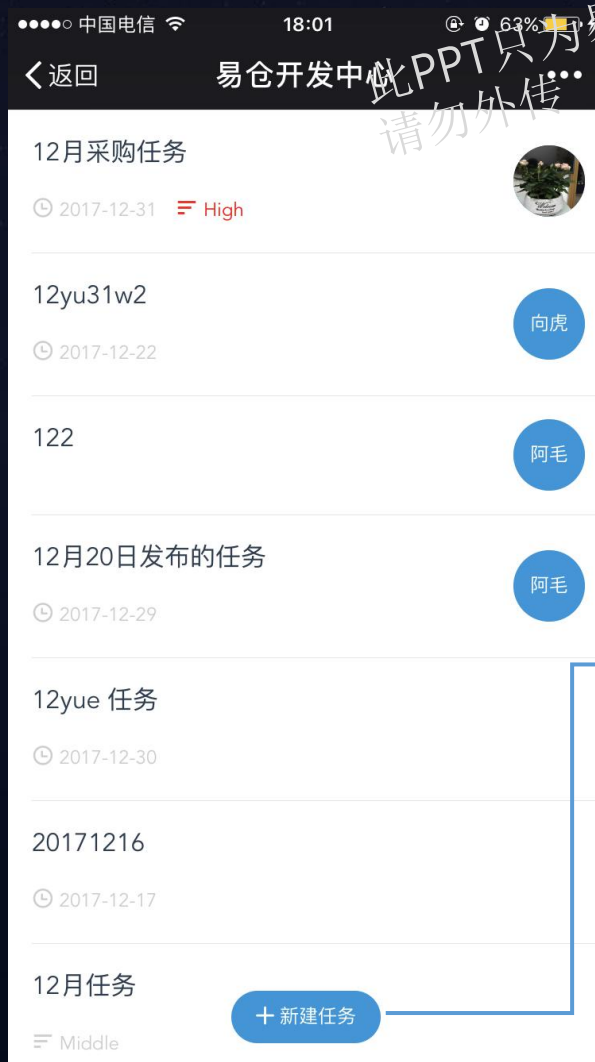 中国电信 18:01 63%
返回 易仓开发中心
此PPT只为
请勿外传
12月采购任务
2017-12-31 High
12yu31w2
向虎
2017-12-22
122
阿毛
12月20日发布的任务
阿毛
2017-12-29
12yue 任务
2017-12-30
20171216
2017-12-17
12月任务
+ 新建任务
Middle